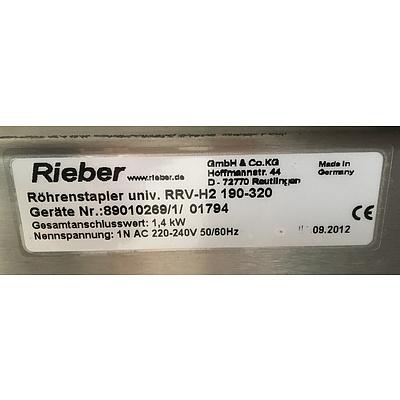 Rieber www.rieber.de
GmbH & Co.KG
Hoffmannstr. 44
D - 72770 Reutlingen
Made in
Germany
Röhrenstapler univ. RRV-H2 190-320
Geräte Nr.:89010269/1/ 01794
Gesamtanschlusswert: 1,4 kW
Nennspannung: 1N AC 220-240V 50/60Hz
CE
09.2012